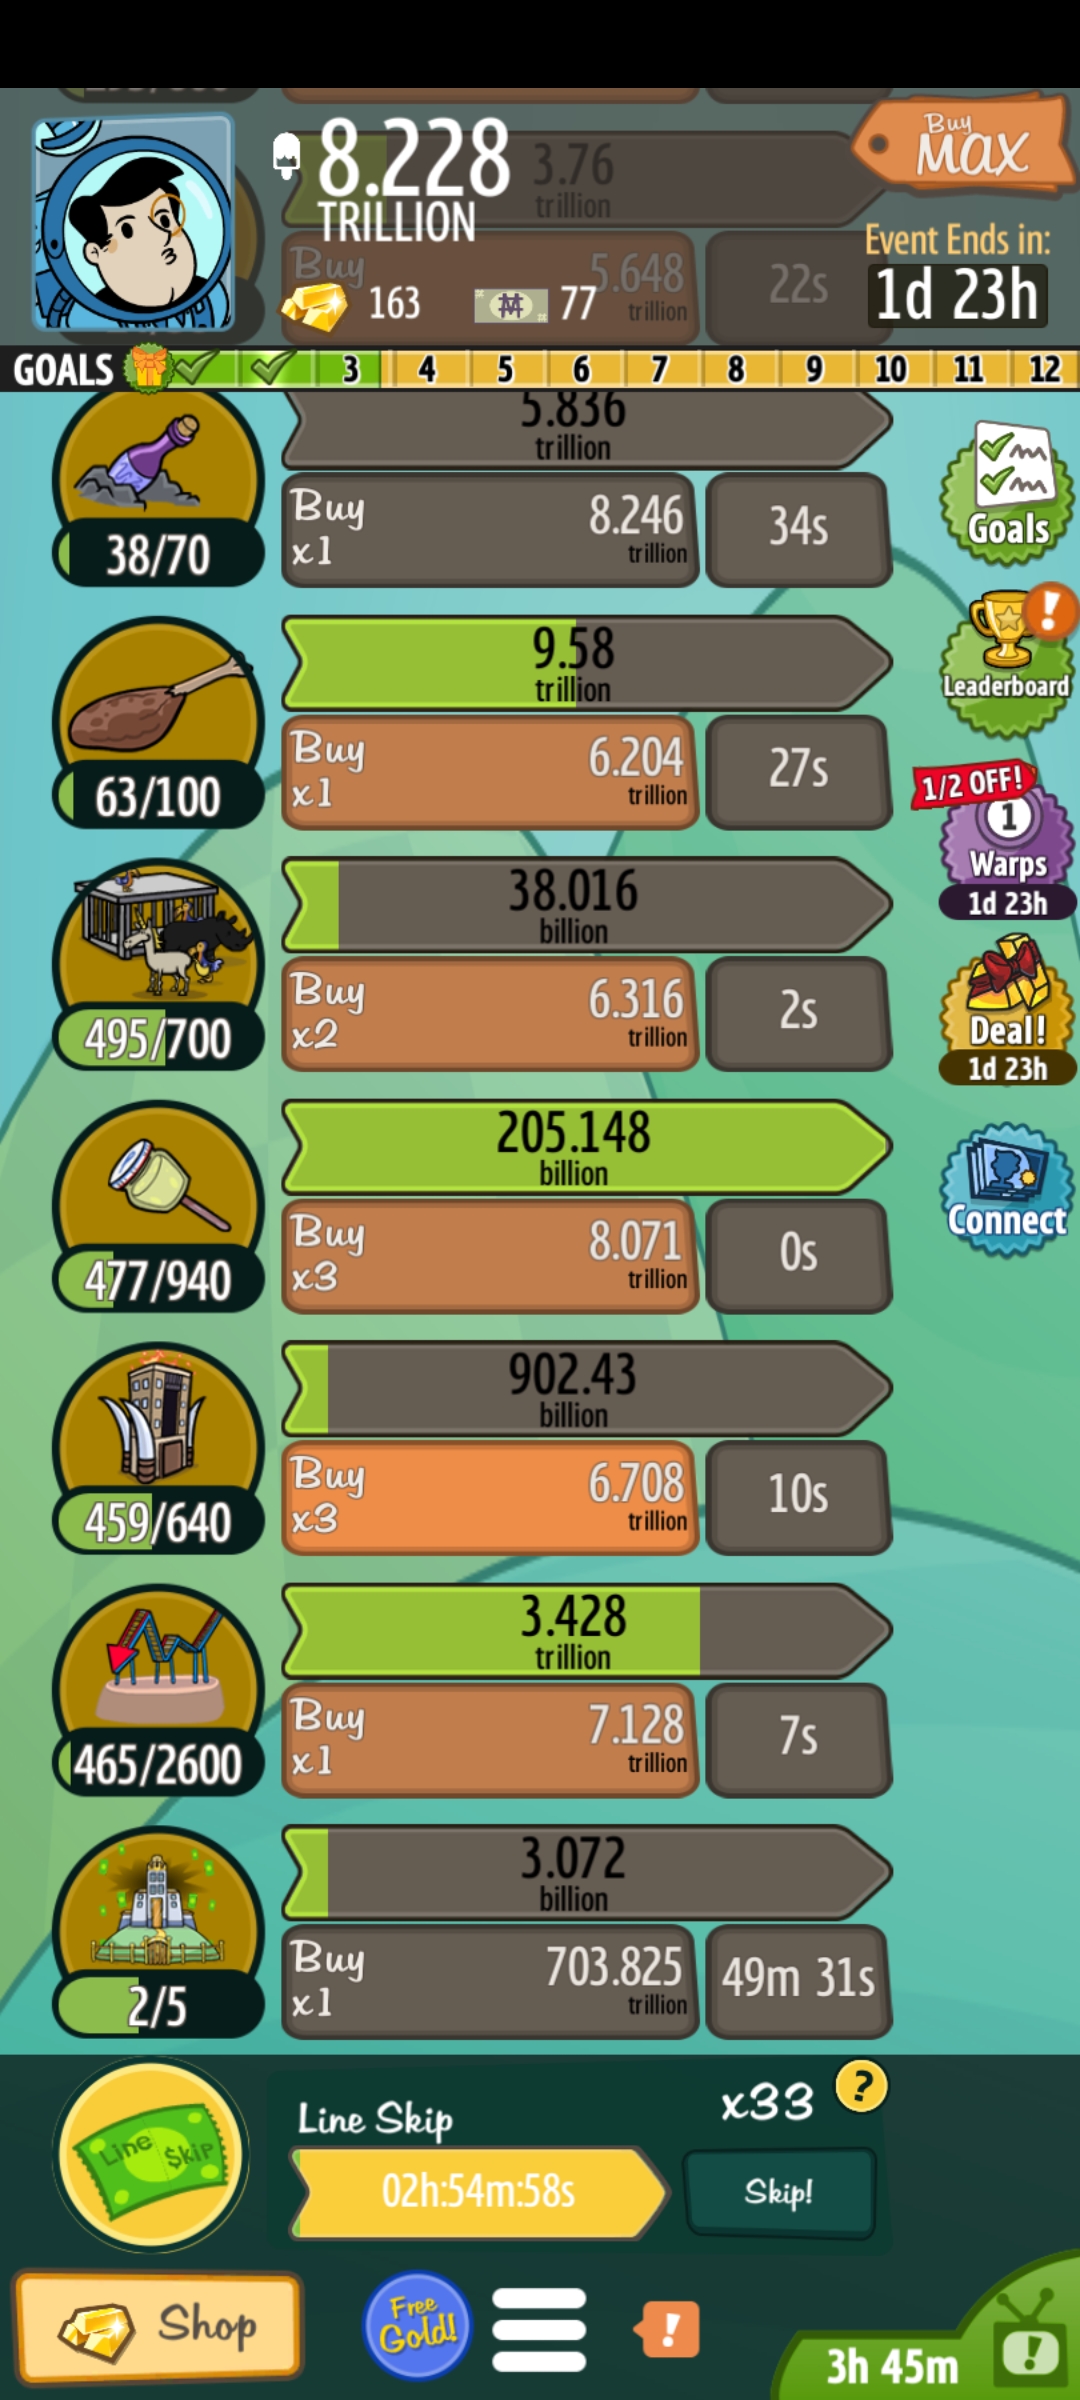 Buy
MAX
8.228
TRILLION
3.76
trillion
Event Ends in:
1d 23h
Buy
5.648
trillion
22s
163
77
GOALS 3 4 5 6 7 8 9 10 11 12
5.836
trillion
Buy
x1
8.246
trillion
34s
38/70
Goals
9.58
trillion
Buy
x1
6.204
trillion
27s
63/100
Leaderboard
1/2 OFF!
1
Warps
1d 23h
38.016
billion
Buy
x2
6.316
trillion
2s
495/700
Deal!
1d 23h
205.148
billion
Buy
x3
8.071
trillion
0s
477/940
Connect
902.43
billion
Buy
x3
6.708
trillion
10s
459/640
3.428
trillion
Buy
x1
7.128
trillion
7s
465/2600
3.072
billion
Buy
x1
703.825
trillion
49m 31s
2/5
Line $kip
Line Skip
x33
?
02h:54m:58s
Skip!
Shop
Free
Gold!
!
3h 45m
!